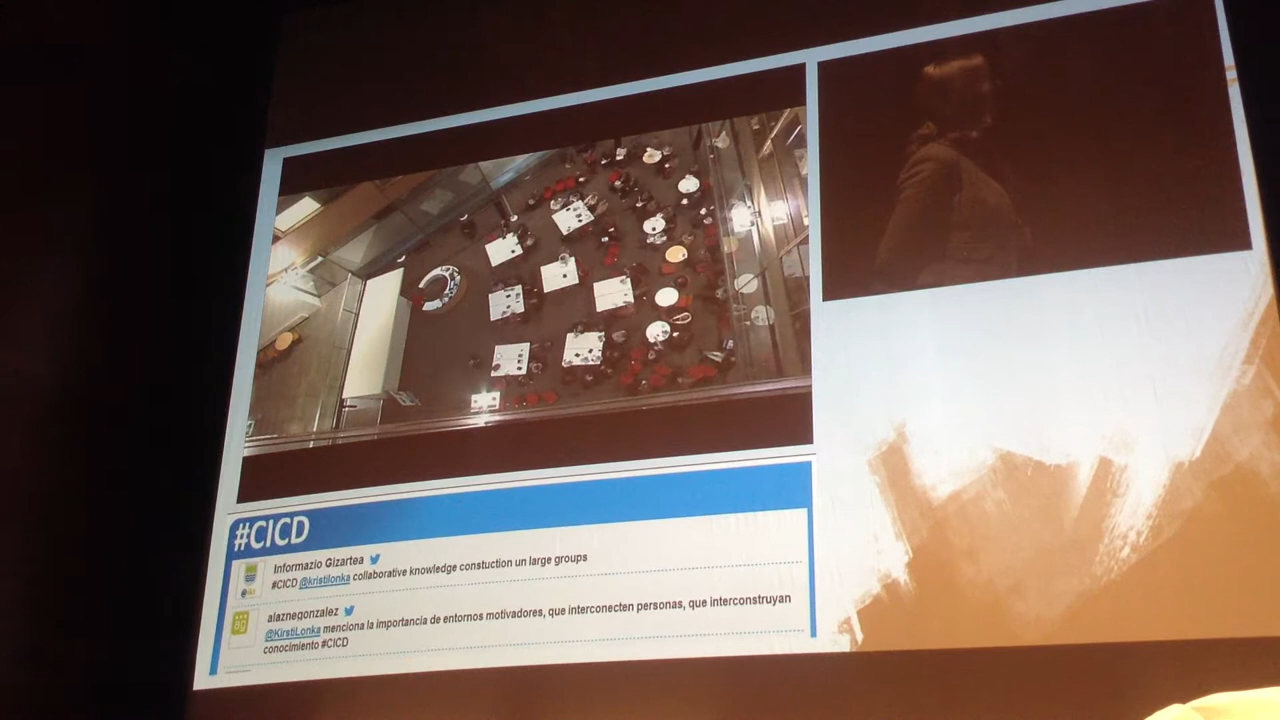 #CICD
Informazio Gizartea
#CICD @kristilonka collaborative knowledge constuction un large groups
alaznegonzalez
@KirstiLonka menciona la importancia de entornos motivadores, que interconecten personas, que interconstruyan
conocimiento #CICD
ag